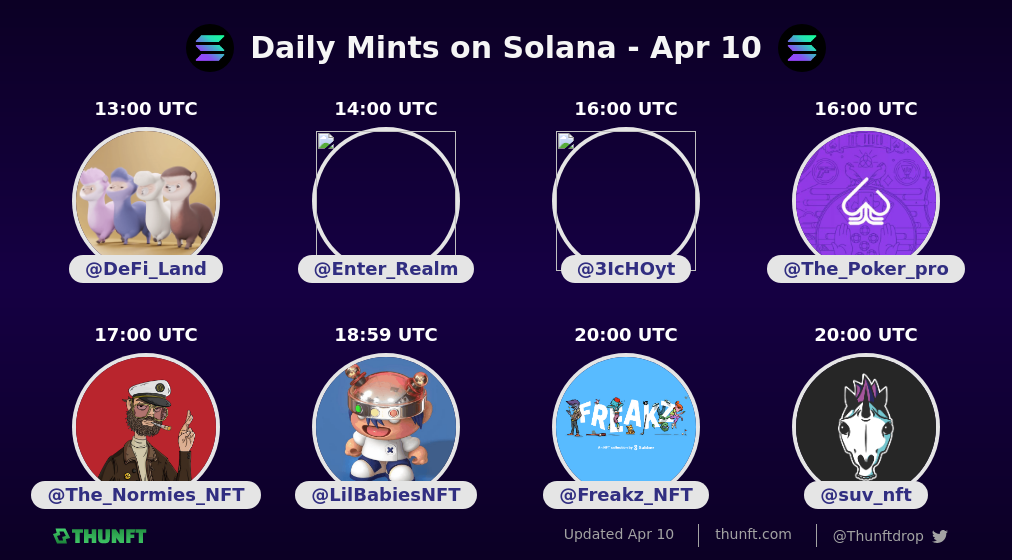 Daily Mints on Solana - Apr 10
13:00 UTC
@DeFi_Land
14:00 UTC
@Enter_Realm
16:00 UTC
@3IcHOyt
16:00 UTC
@The_Poker_pro
17:00 UTC
@The_Normies_NFT
18:59 UTC
@LilBabiesNFT
20:00 UTC
FREAKZ
@Freakz_NFT
20:00 UTC
@suv_nft
THUNFT
Updated Apr 10
thunft.com
@Thunftdrop